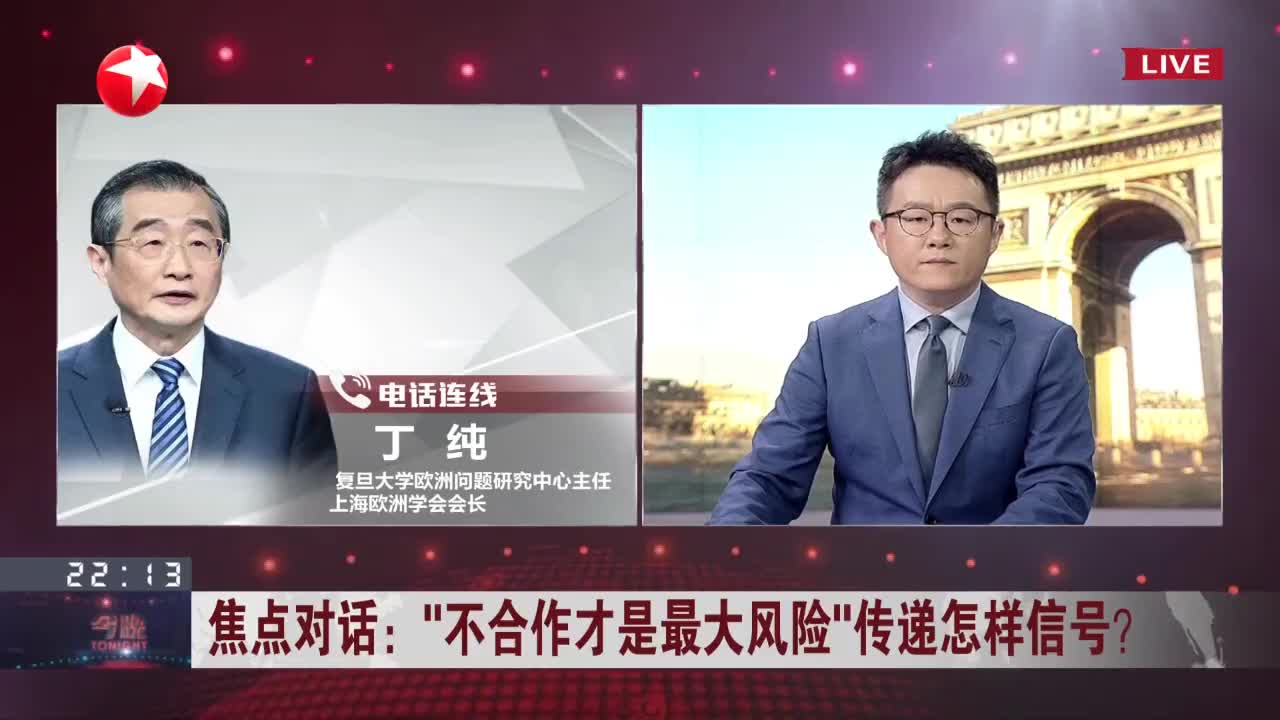 LIVE
电话连线
丁 纯
复旦大学欧洲问题研究中心主任
上海欧洲学会会长
22:13
今晚
TONIGHT
焦点对话："不合作才是最大风险"传递怎样信号?